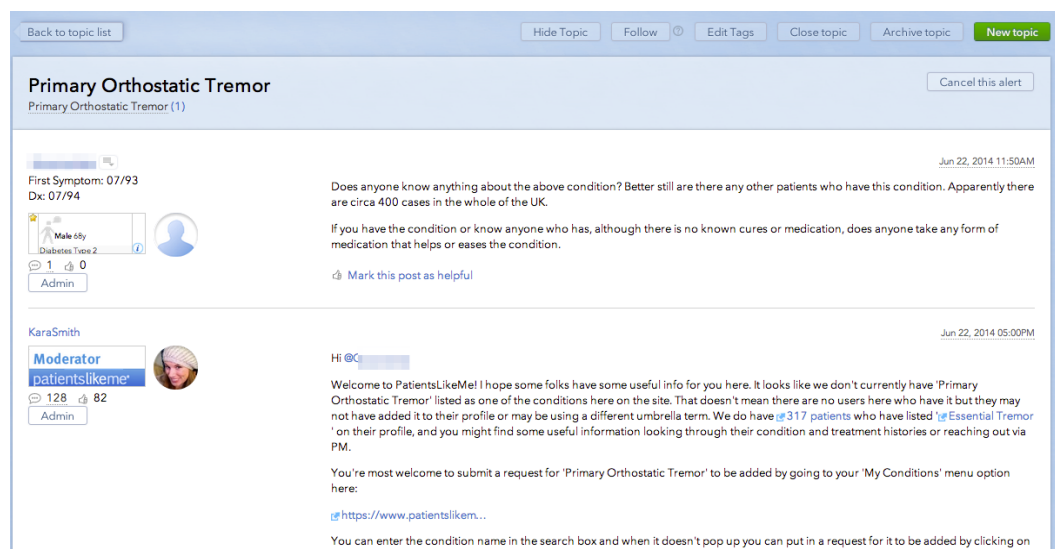 Back to topic list
Hide Topic
Follow
?
Edit Tags
Close topic
Archive topic
New topic
Primary Orthostatic Tremor
Primary Orthostatic Tremor (1)
Cancel this alert
First Symptom: 07/93
Dx: 07/94
Male 68y
Diabetes Type 2
i
1
0
Admin
Jun 22, 2014 11:50AM
Does anyone know anything about the above condition? Better still are there any other patients who have this condition. Apparently there
are circa 400 cases in the whole of the UK.
If you have the condition or know anyone who has, although there is no known cures or medication, does anyone take any form of
medication that helps or eases the condition.
Mark this post as helpful
KaraSmith
Moderator
patientslikeme
128
82
Admin
Jun 22, 2014 05:00PM
Hi @
Welcome to PatientsLikeMe! I hope some folks have some useful info for you here. It looks like we don't currently have 'Primary
Orthostatic Tremor' listed as one of the conditions here on the site. That doesn't mean there are no users here who have it but they may
not have added it to their profile or may be using a different umbrella term. We do have 317 patients who have listed 'Essential Tremor
' on their profile, and you might find some useful information looking through their condition and treatment histories or reaching out via
PM.
You're most welcome to submit a request for 'Primary Orthostatic Tremor' to be added by going to your 'My Conditions' menu option
here:
https://www.patientslikem...
You can enter the condition name in the search box and when it doesn't pop up you can put in a request for it to be added by clicking on